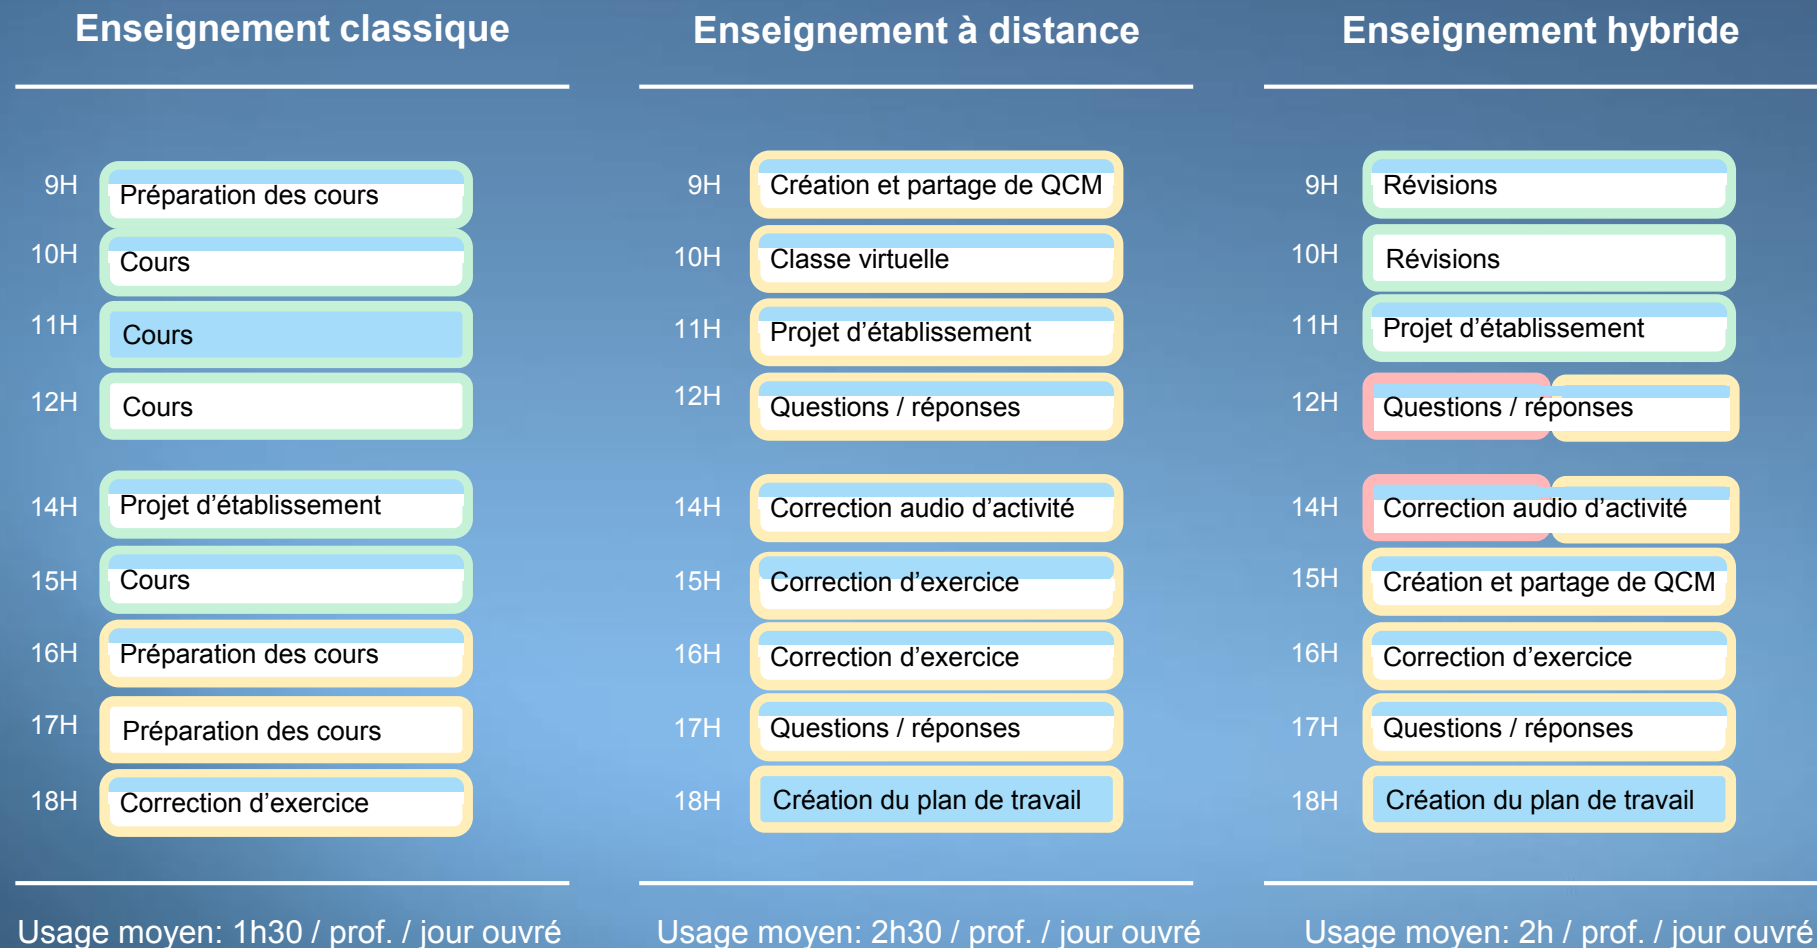 Enseignement classique
9H Préparation des cours
10H Cours
11H Cours
12H Cours
14H Projet d’établissement
15H Cours
16H Préparation des cours
17H Préparation des cours
18H Correction d’exercice
Usage moyen: 1h30 / prof. / jour ouvré
Enseignement à distance
9H Création et partage de QCM
10H Classe virtuelle
11H Projet d’établissement
12H Questions / réponses
14H Correction audio d’activité
15H Correction d’exercice
16H Correction d’exercice
17H Questions / réponses
18H Création du plan de travail
Usage moyen: 2h30 / prof. / jour ouvré
Enseignement hybride
9H Révisions
10H Révisions
11H Projet d’établissement
12H Questions / réponses
14H Correction audio d’activité
15H Création et partage de QCM
16H Correction d’exercice
17H Questions / réponses
18H Création du plan de travail
Usage moyen: 2h / prof. / jour ouvré